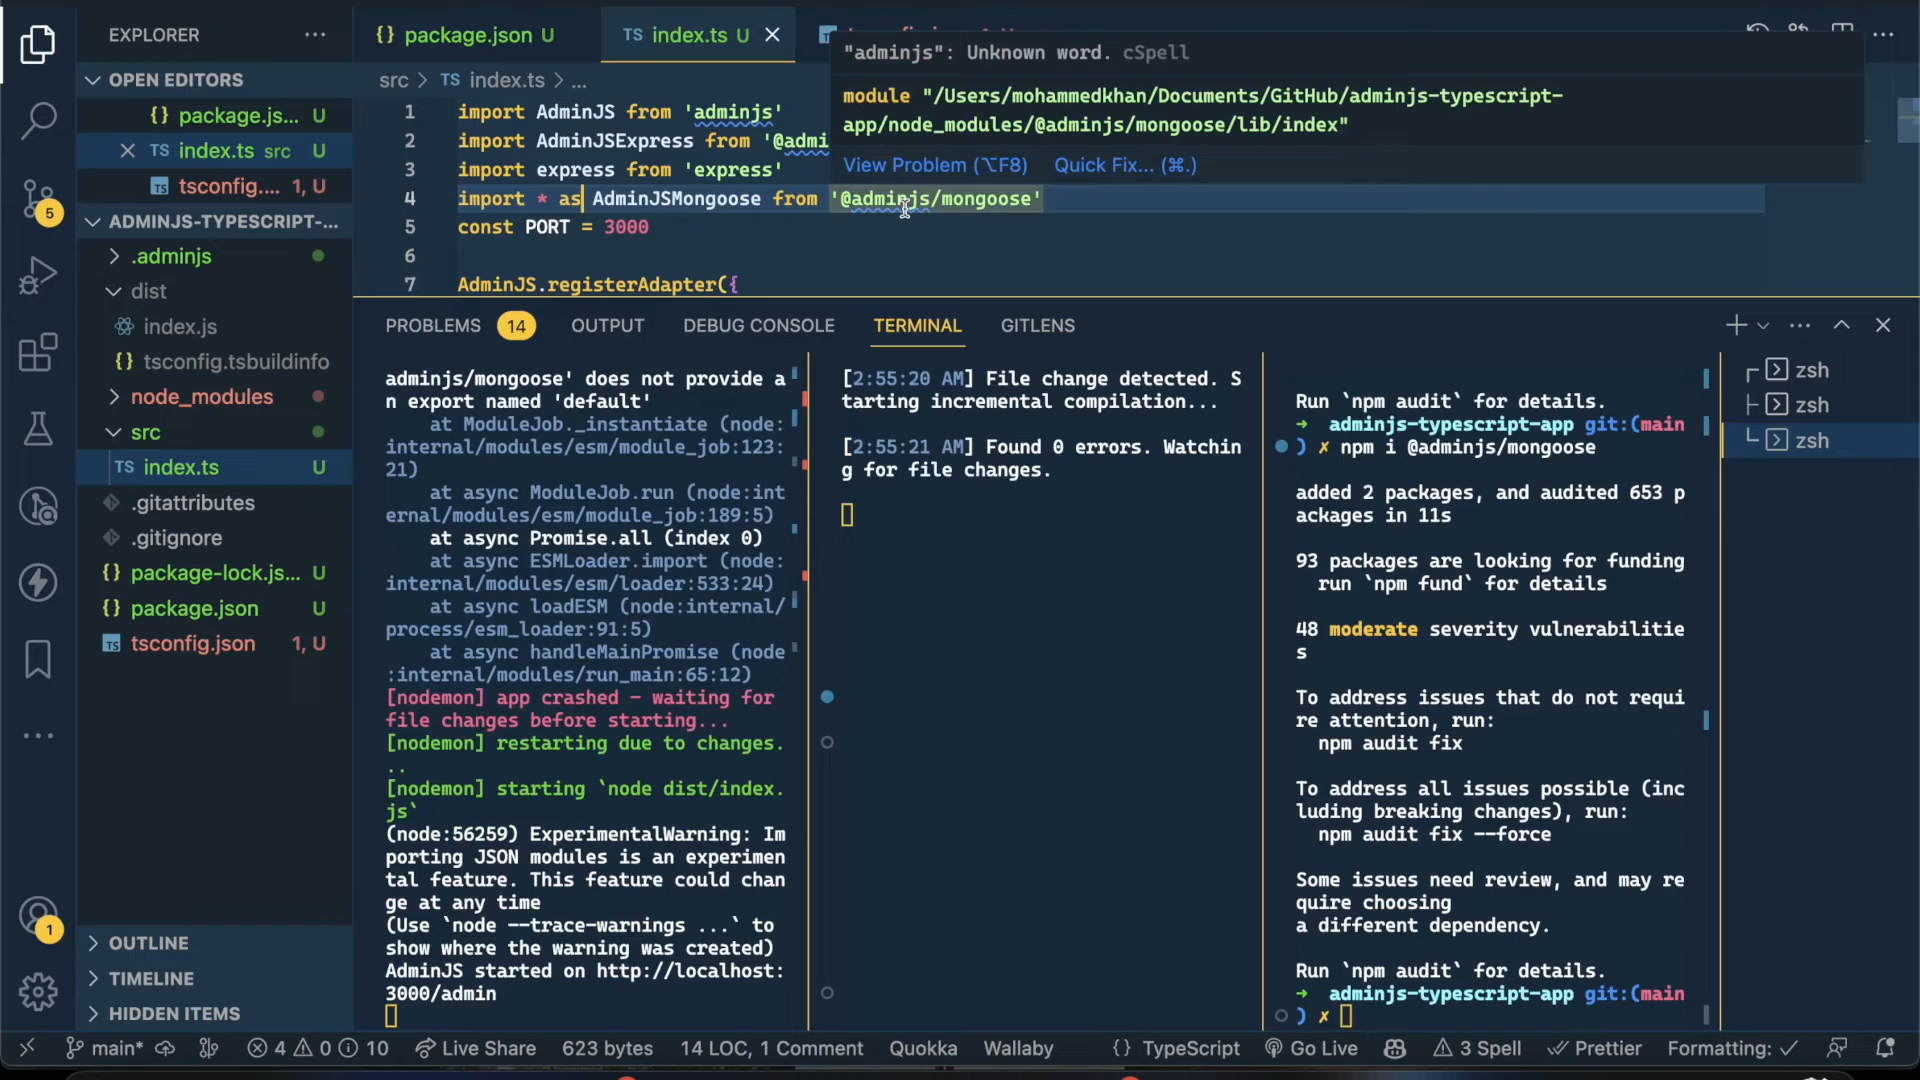 EXPLORER
OPEN EDITORS
{} package.js... U
TS index.ts src U
TS tsconfig.... 1, U
ADMINJS-TYPESCRIPT-...
.adminjs
dist
index.js
{} tsconfig.tsbuildinfo
node_modules
src
TS index.ts U
.gitattributes
.gitignore
{} package-lock.js... U
{} package.json U
TS tsconfig.json 1, U
OUTLINE
TIMELINE
HIDDEN ITEMS
5
1
{} package.json U
TS index.ts U
src > TS index.ts > ...
1 import AdminJS from 'adminjs'
2 import AdminJSExpress from '@admi
3 import express from 'express'
4 import * as AdminJSMongoose from '@adminjs/mongoose'
5 const PORT = 3000
6
7 AdminJS.registerAdapter({
"adminjs": Unknown word. cSpell
module "/Users/mohammedkhan/Documents/GitHub/adminjs-typescript-
app/node_modules/@adminjs/mongoose/lib/index"
View Problem (⌥F8) Quick Fix... (⌘.)
PROBLEMS 14 OUTPUT DEBUG CONSOLE TERMINAL GITLENS
adminjs/mongoose' does not provide a
n export named 'default'
at ModuleJob._instantiate (node:
internal/modules/esm/module_job:123:
21)
at async ModuleJob.run (node:int
ernal/modules/esm/module_job:189:5)
at async Promise.all (index 0)
at async ESMLoader.import (node:
internal/modules/esm/loader:533:24)
at async loadESM (node:internal/
process/esm_loader:91:5)
at async handleMainPromise (node
:internal/modules/run_main:65:12)
[nodemon] app crashed - waiting for
file changes before starting...
[nodemon] restarting due to changes.
..
[nodemon] starting `node dist/index.
js`
(node:56259) ExperimentalWarning: Im
porting JSON modules is an experimen
tal feature. This feature could chan
ge at any time
(Use `node --trace-warnings ...` to
show where the warning was created)
AdminJS started on http://localhost:
3000/admin
[2:55:20 AM] File change detected. S
tarting incremental compilation...
[2:55:21 AM] Found 0 errors. Watchin
g for file changes.
Run `npm audit` for details.
➜ adminjs-typescript-app git:(main
) ✗ npm i @adminjs/mongoose
added 2 packages, and audited 653 p
ackages in 11s
93 packages are looking for funding
run `npm fund` for details
48 moderate severity vulnerabilitie
s
To address issues that do not requi
re attention, run:
npm audit fix
To address all issues possible (inc
luding breaking changes), run:
npm audit fix --force
Some issues need review, and may re
quire choosing
a different dependency.
Run `npm audit` for details.
➜ adminjs-typescript-app git:(main
) ✗
zsh
zsh
zsh
main* 4 0 10 Live Share 623 bytes 14 LOC, 1 Comment Quokka Wallaby {} TypeScript Go Live 3 Spell Prettier Formatting: ✓